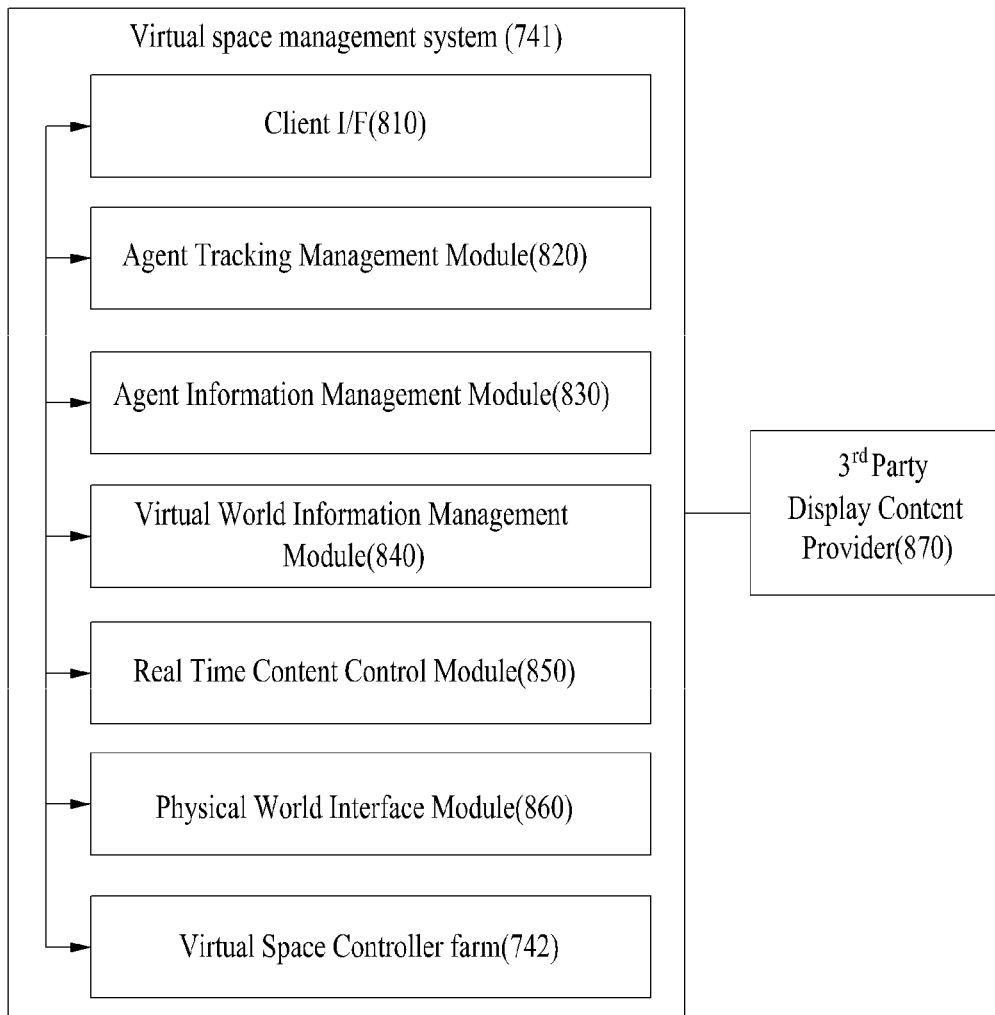 Virtual space management system (741)
Client I/F(810)
Agent Tracking Management Module(820)
Agent Information Management Module(830)
Virtual World Information Management
Module(840)
Real Time Content Control Module(850)
Physical World Interface Module(860)
Virtual Space Controller farm(742)
3rd Party
Display Content
Provider(870)